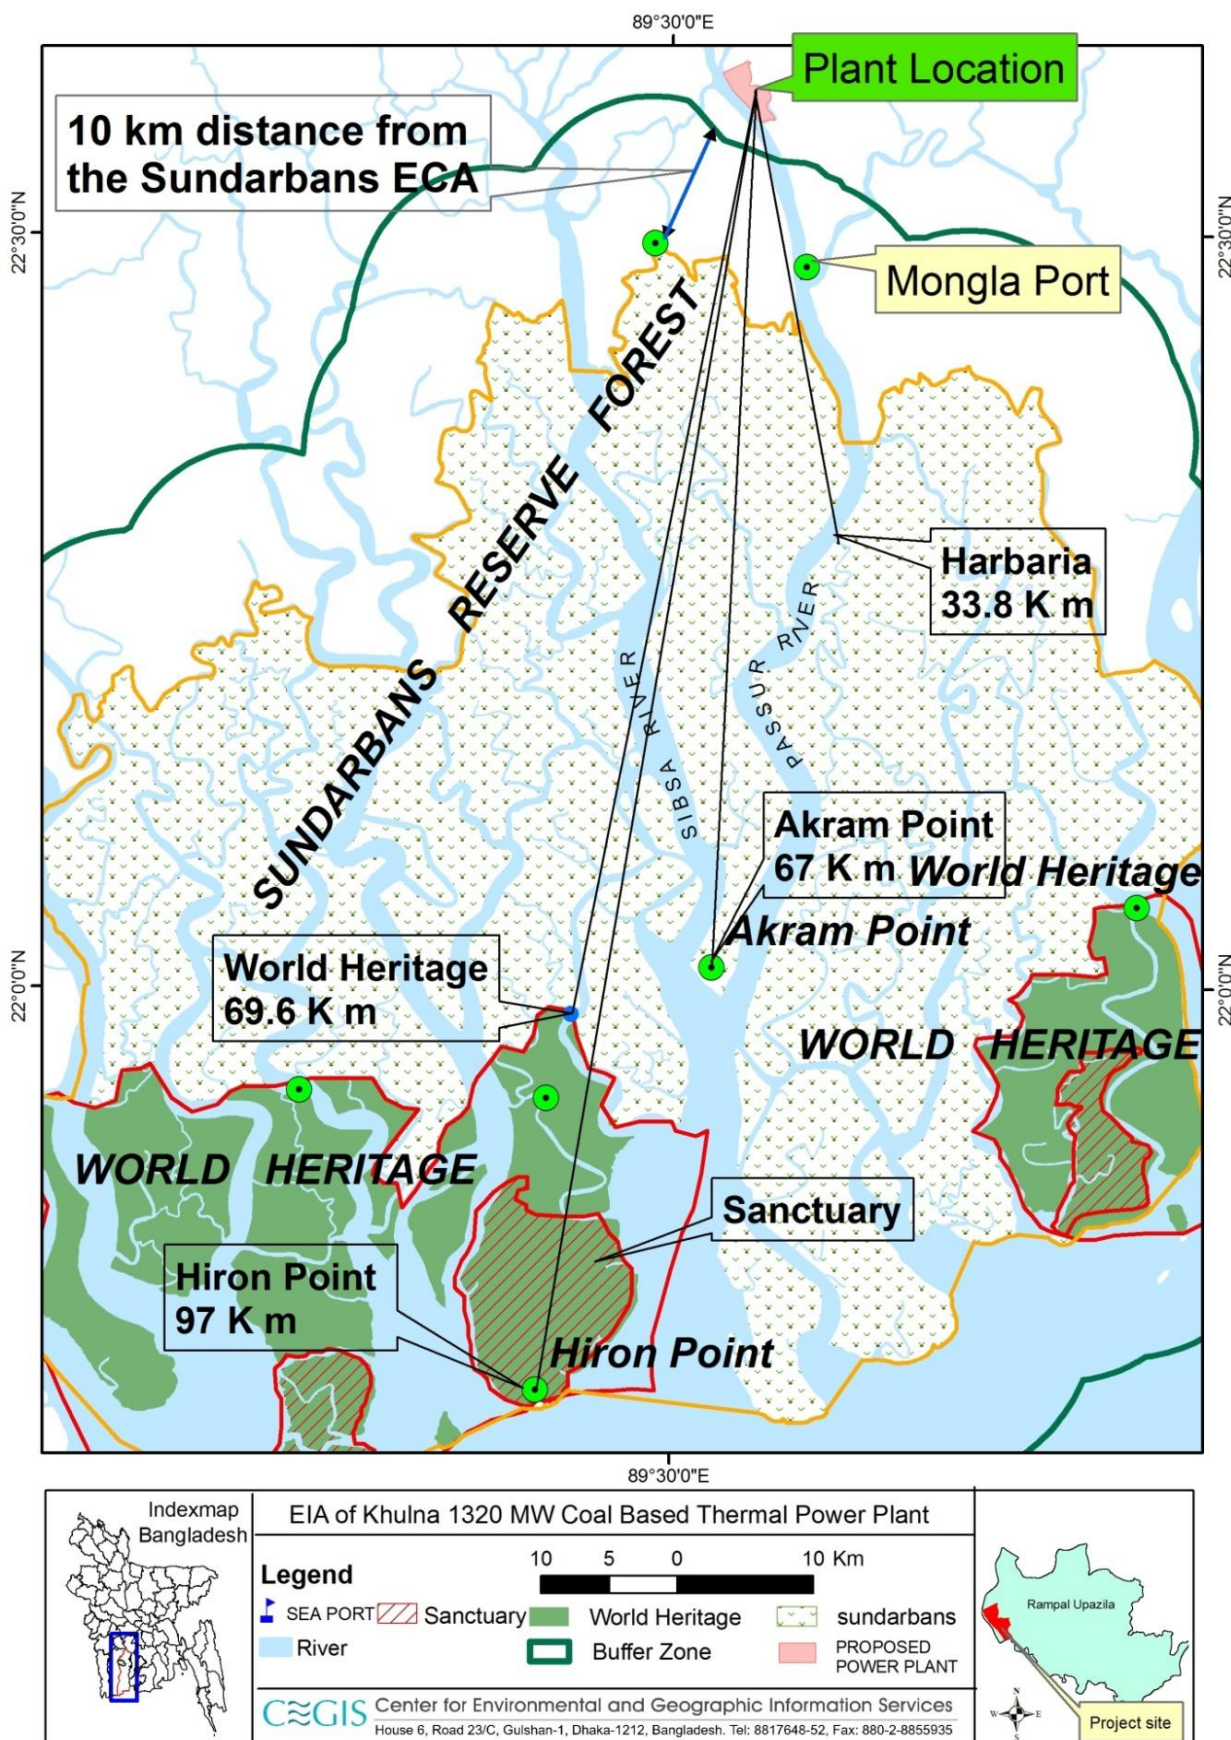 89°30'0"E
Plant Location
10 km distance from
the Sundarbans ECA
22°30'0"N
22°30'0"N
Mongla Port
SUNDARBANS RESERVE FOREST
Harbaria
33.8 K m
SIBSA RIVER
PASSUR RIVER
Akram Point
67 K m
World Heritage
Akram Point
World Heritage
69.6 K m
22°0'0"N
22°0'0"N
WORLD HERITAGE
WORLD HERITAGE
Sanctuary
Hiron Point
97 K m
Hiron Point
89°30'0"E
Indexmap
Bangladesh
EIA of Khulna 1320 MW Coal Based Thermal Power Plant
Legend
10 5 0 10 Km
SEA PORT
Sanctuary
World Heritage
sundarbans
River
Buffer Zone
PROPOSED
POWER PLANT
CEGIS Center for Environmental and Geographic Information Services
House 6, Road 23/C, Gulshan-1, Dhaka-1212, Bangladesh. Tel: 8817648-52, Fax: 880-2-8855935
Rampal Upazila
N
W E
S
Project site